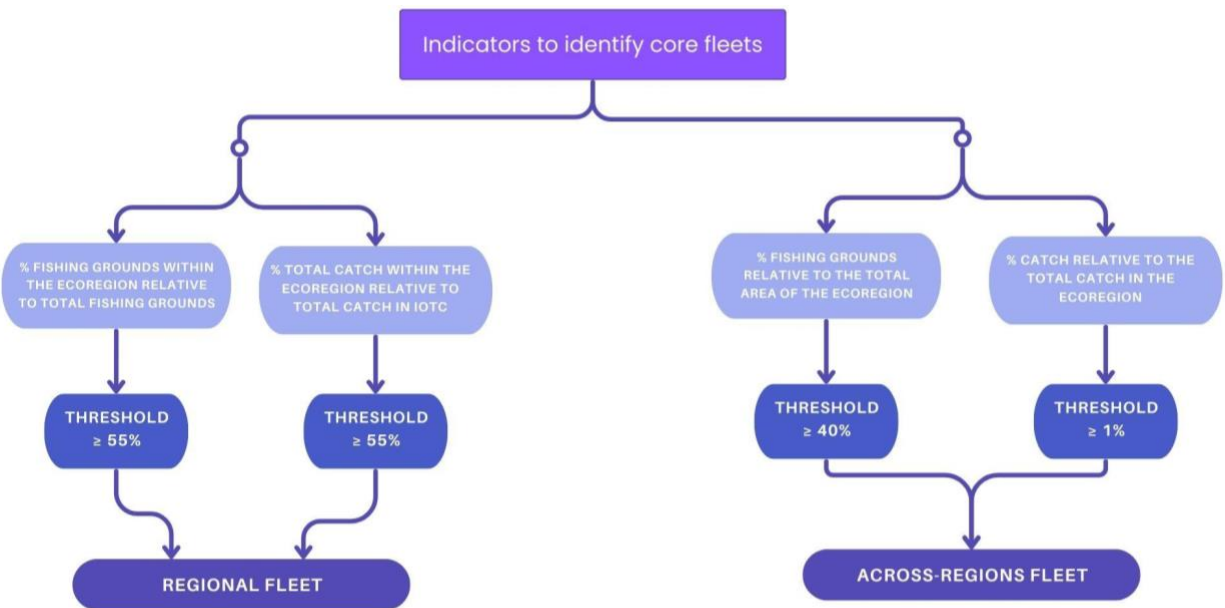 Indicators to identify core fleets
% FISHING GROUNDS WITHIN
THE ECOREGION RELATIVE
TO TOTAL FISHING GROUNDS
% TOTAL CATCH WITHIN THE
ECOREGION RELATIVE TO
TOTAL CATCH IN IOTC
% FISHING GROUNDS
RELATIVE TO THE TOTAL
AREA OF THE ECOREGION
% CATCH RELATIVE TO THE
TOTAL CATCH IN THE
ECOREGION
THRESHOLD
≥ 55%
THRESHOLD
≥ 55%
THRESHOLD
≥ 40%
THRESHOLD
≥ 1%
REGIONAL FLEET
ACROSS-REGIONS FLEET